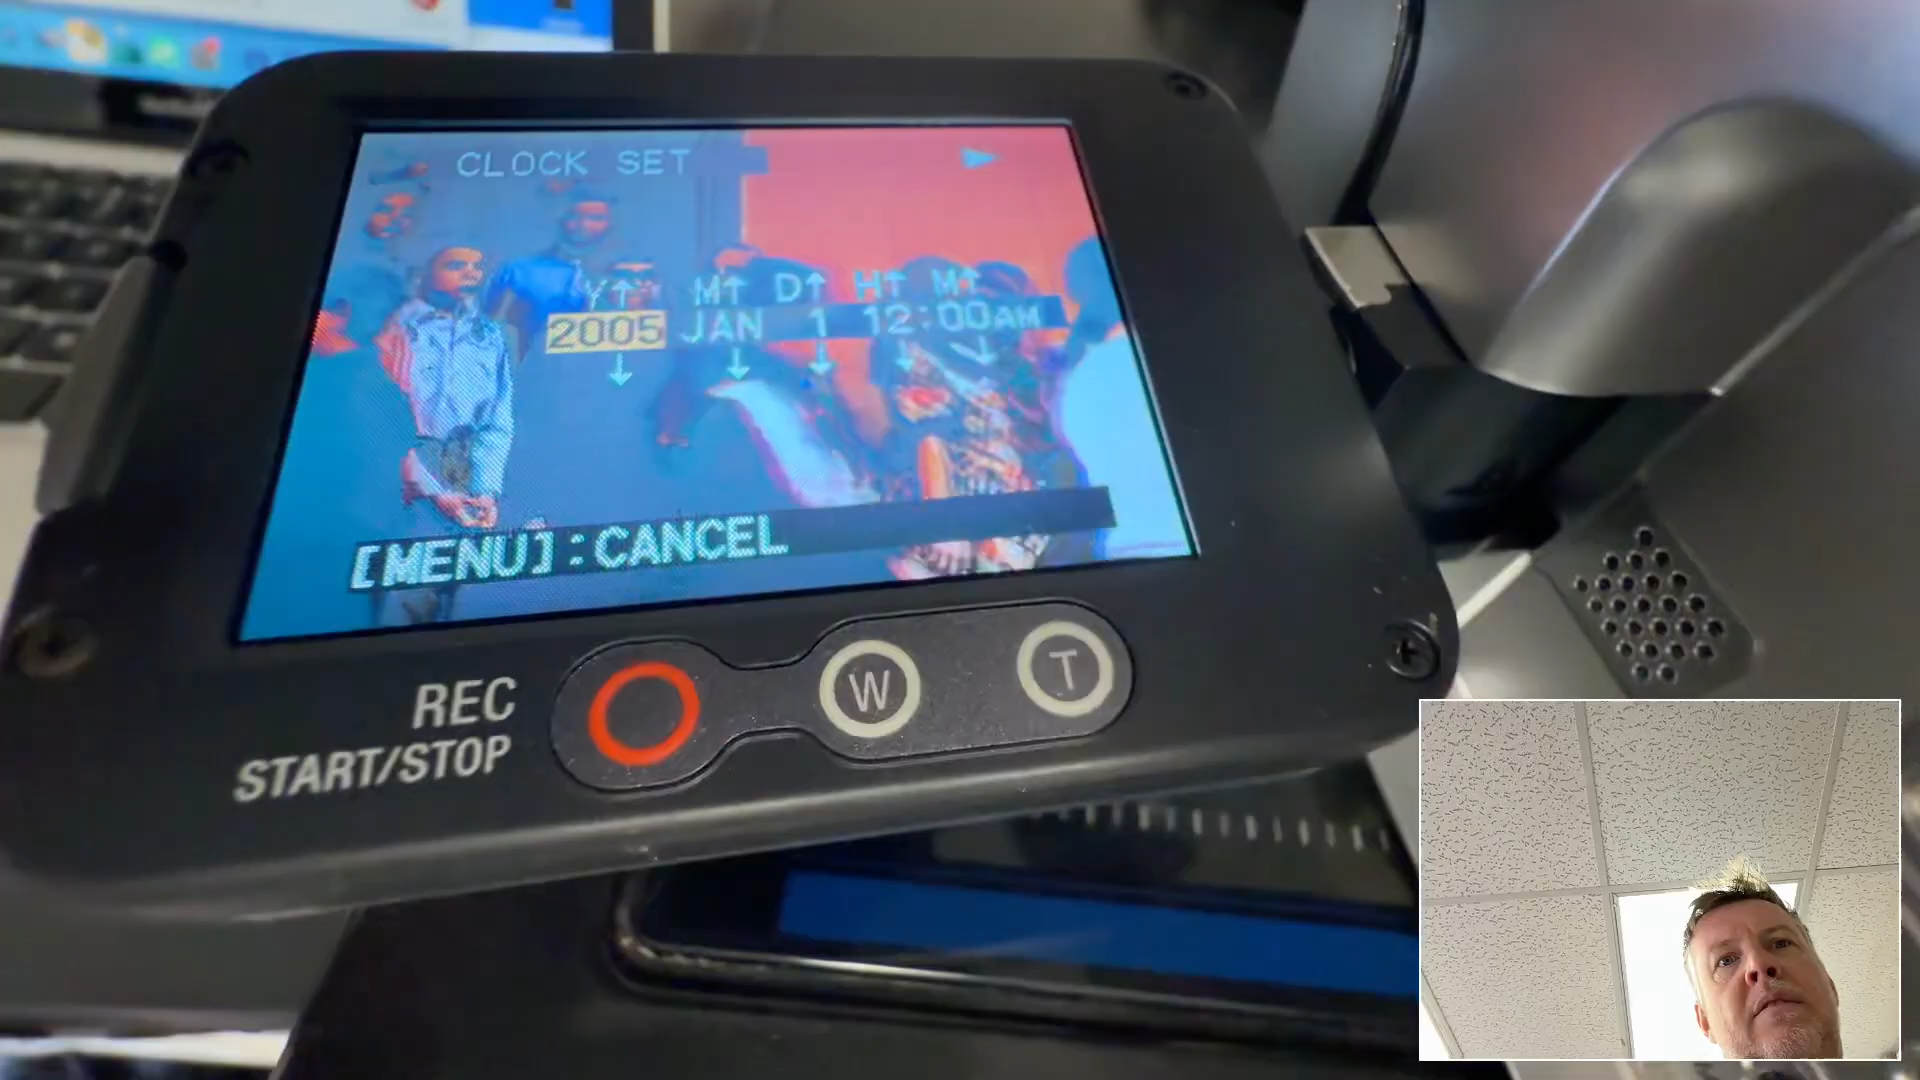 CLOCK SET
Y↑ M↑ D↑ H↑ M↑
2005 JAN 1 12:00AM
[MENU]:CANCEL
REC
START/STOP
W
T